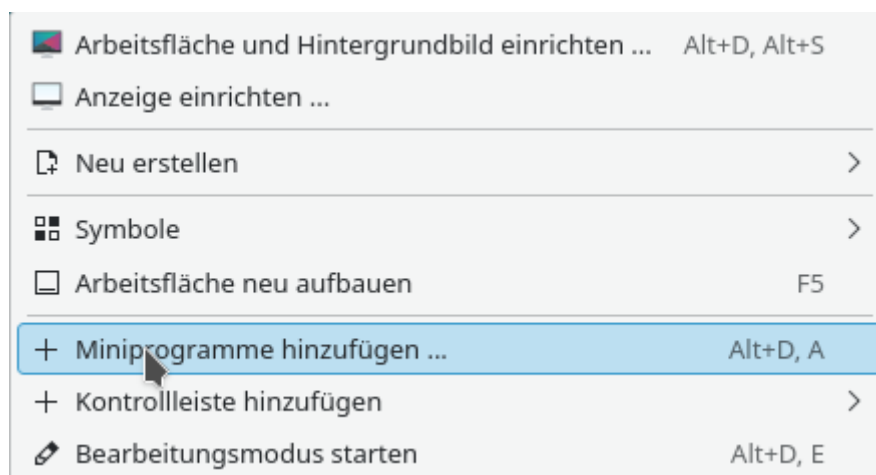 Arbeitsfläche und Hintergrundbild einrichten ... Alt+D, Alt+S
Anzeige einrichten ...
Neu erstellen
Symbole
Arbeitsfläche neu aufbauen F5
Miniprogramme hinzufügen ... Alt+D, A
Kontrollleiste hinzufügen
Bearbeitungsmodus starten Alt+D, E